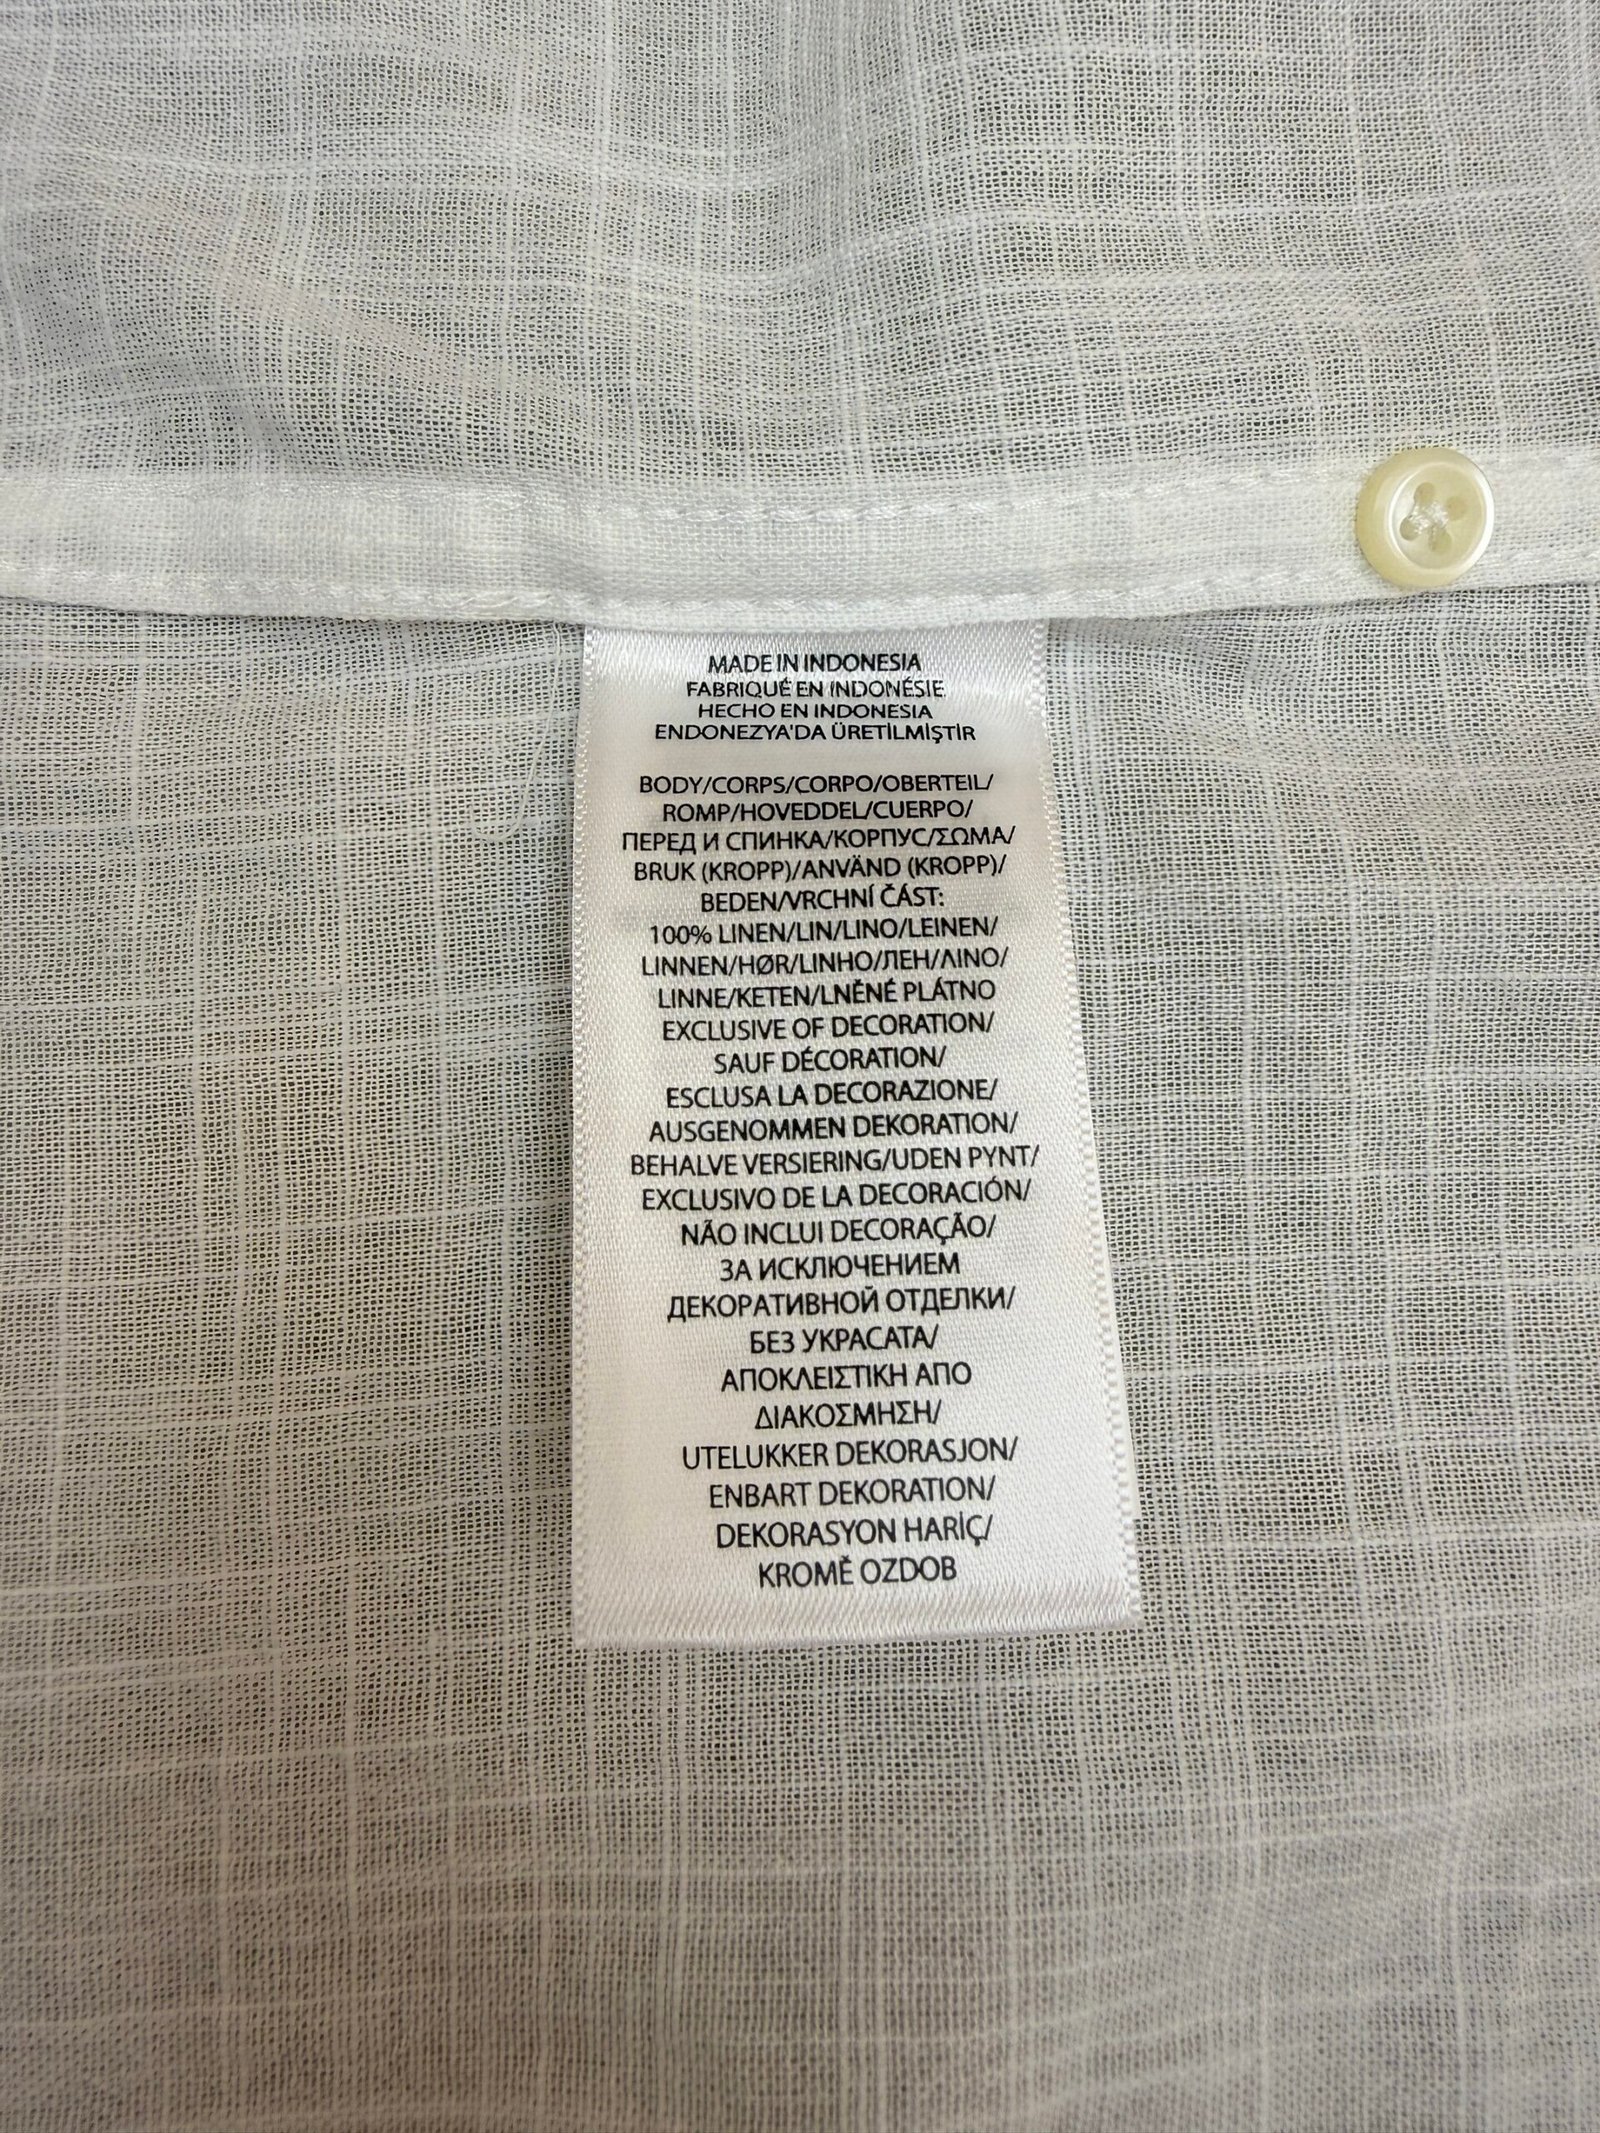 MADE IN INDONESIA
FABRIQUÉ EN INDONÉSIE
HECHO EN INDONESIA
ENDONEZYA'DA ÜRETİLMİŞTİR
BODY/CORPS/CORPO/OBERTEIL/
ROMP/HOVEDDEL/CUERPO/
ПЕРЕД И СПИНКА/КОРПУС/ΣΩΜΑ/
BRUK (KROPP)/ANVÄND (KROPP)/
BEDEN/VRCHNÍ ČÁST:
100% LINEN/LIN/LINO/LEINEN/
LINNEN/HØR/LINHO/ЛЕН/ΛΙΝΟ/
LINNE/KETEN/LNĚNÉ PLÁTNO
EXCLUSIVE OF DECORATION/
SAUF DÉCORATION/
ESCLUSA LA DECORAZIONE/
AUSGENOMMEN DEKORATION/
BEHALVE VERSIERING/UDEN PYNT/
EXCLUSIVO DE LA DECORACIÓN/
NÃO INCLUI DECORAÇÃO/
ЗА ИСКЛЮЧЕНИЕМ
ДЕКОРАТИВНОЙ ОТДЕЛКИ/
БЕЗ УКРАСАТА/
ΑΠΟΚΛΕΙΣΤΙΚΗ ΑΠΟ
ΔΙΑΚΟΣΜΗΣΗ/
UTELUKKER DEKORASJON/
ENBART DEKORATION/
DEKORASYON HARİÇ/
KROMĚ OZDOB